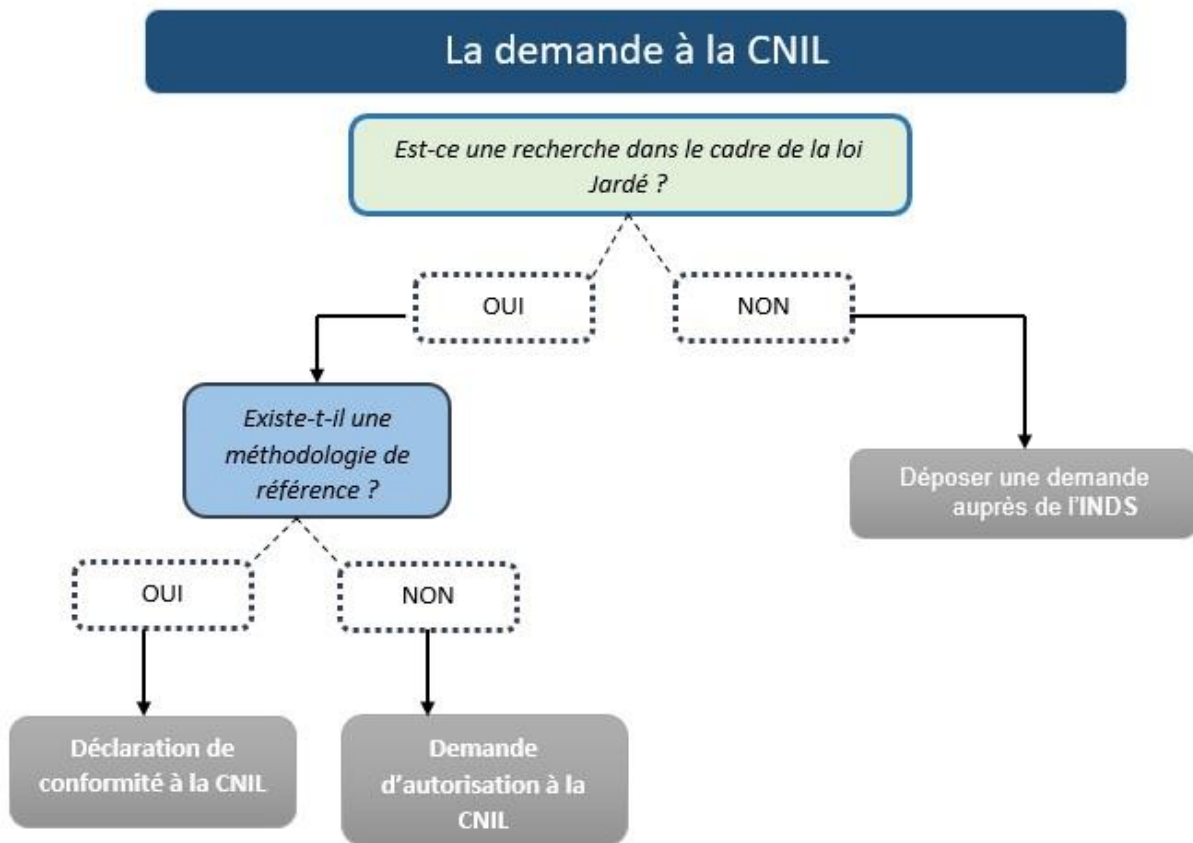 La demande à la CNIL
Est-ce une recherche dans le cadre de la loi
Jardé ?
OUI
NON
Existe-t-il une
méthodologie de
référence ?
Déposer une demande
auprès de l'INDS
OUI
NON
Déclaration de
conformité à la CNIL
Demande
d'autorisation à la
CNIL